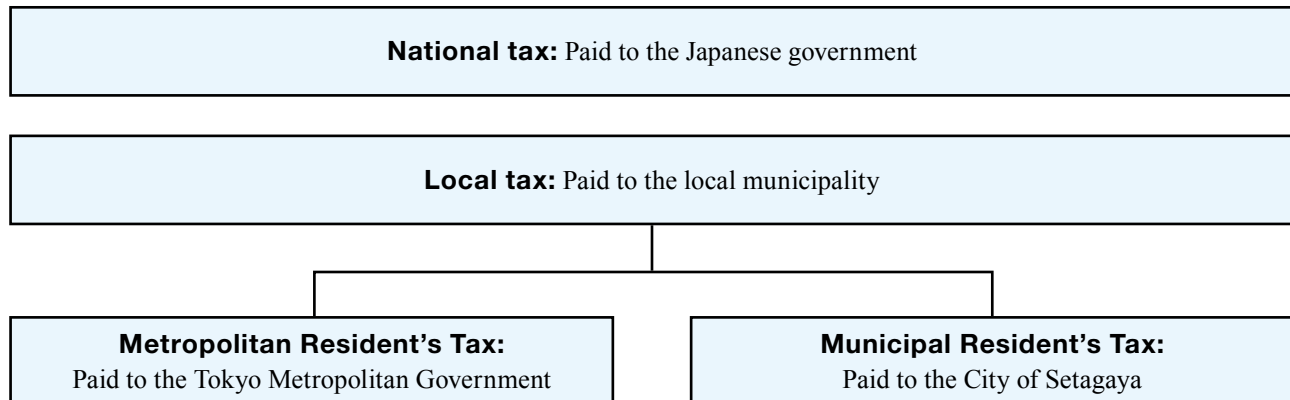 National tax: Paid to the Japanese government
Local tax: Paid to the local municipality
Metropolitan Resident’s Tax:
Paid to the Tokyo Metropolitan Government
Municipal Resident’s Tax:
Paid to the City of Setagaya